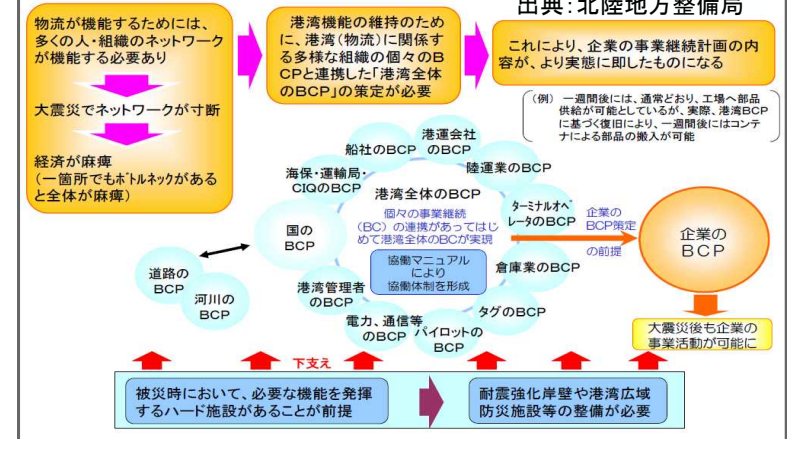 出典：北陸地方整備局
物流が機能するためには、
多くの人・組織のネットワーク
が機能する必要あり
大震災でネットワークが寸断
経済が麻痺
（一箇所でもﾎﾞﾄﾙﾈｯｸがある
と全体が麻痺）
港湾機能の維持のため
に、港湾（物流）に関係す
る多様な組織の個々のB
CPと連携した「港湾全体
のBCP」の策定が必要
これにより、企業の事業継続計画の内
容が、より実態に即したものになる
（例） 一週間後には、通常どおり、工場へ部品
供給が可能としているが、実際、港湾BCP
に基づく復旧により、一週間後にはコンテ
ナによる部品の搬入が可能
港運会社
のBCP
船社のBCP
陸運業のBCP
海保・運輸局・
CIQのBCP
港湾全体のBCP
個々の事業継続
（BC）の連携があってはじ
めて港湾全体のBCが実現
協働マニュアル
により
協働体制を形成
ﾀｰﾐﾅﾙｵﾍﾟ
ﾚｰﾀのBCP
国の
BCP
倉庫業のBCP
港湾管理者
のBCP
タグのBCP
電力、通信等
のBCP
パイロットの
BCP
道路の
BCP
河川の
BCP
企業の
BCP策定
の前提
企業の
BCP
大震災後も企業の
事業活動が可能に
下支え
被災時において、必要な機能を発揮
するハード施設があることが前提
耐震強化岸壁や港湾広域
防災施設等の整備が必要